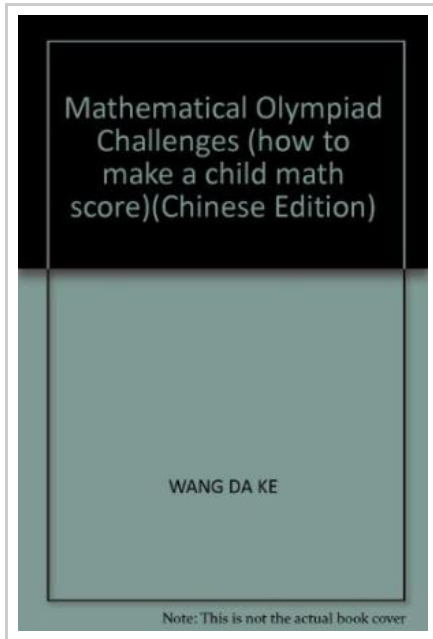 Mathematical Olympiad
Challenges (how to
make a child math
score)(Chinese Edition)
WANG DA KE
Note: This is not the actual book cover